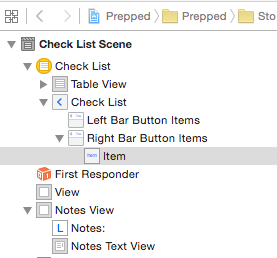 Prepped Prepped Sto
Check List Scene
Check List
Table View
Check List
Left Bar Button Items
Right Bar Button Items
Item Item
First Responder
View
Notes View
L Notes:
Notes Text View